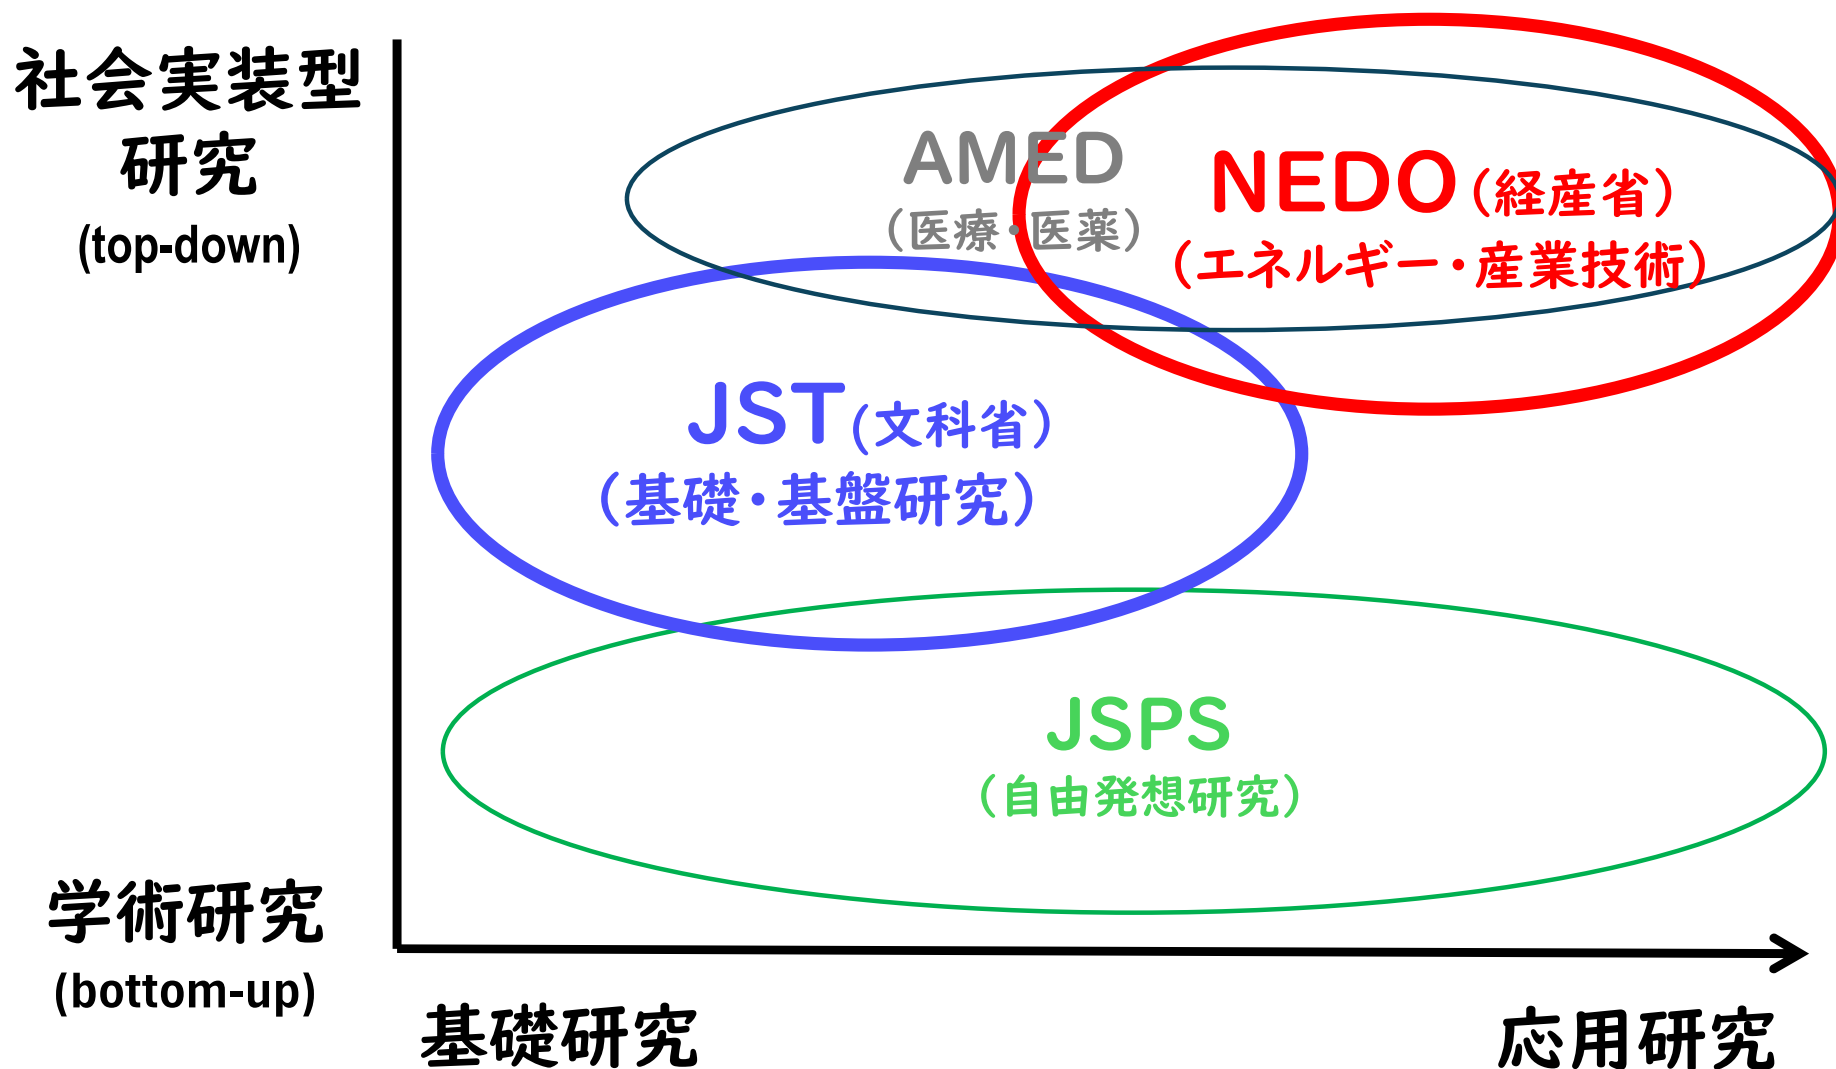 社会実装型
研究
(top-down)
AMED
（医療・医薬）
NEDO（経産省）
（エネルギー・産業技術）
JST(文科省）
（基礎・基盤研究）
JSPS
（自由発想研究）
学術研究
(bottom-up)
基礎研究
応用研究